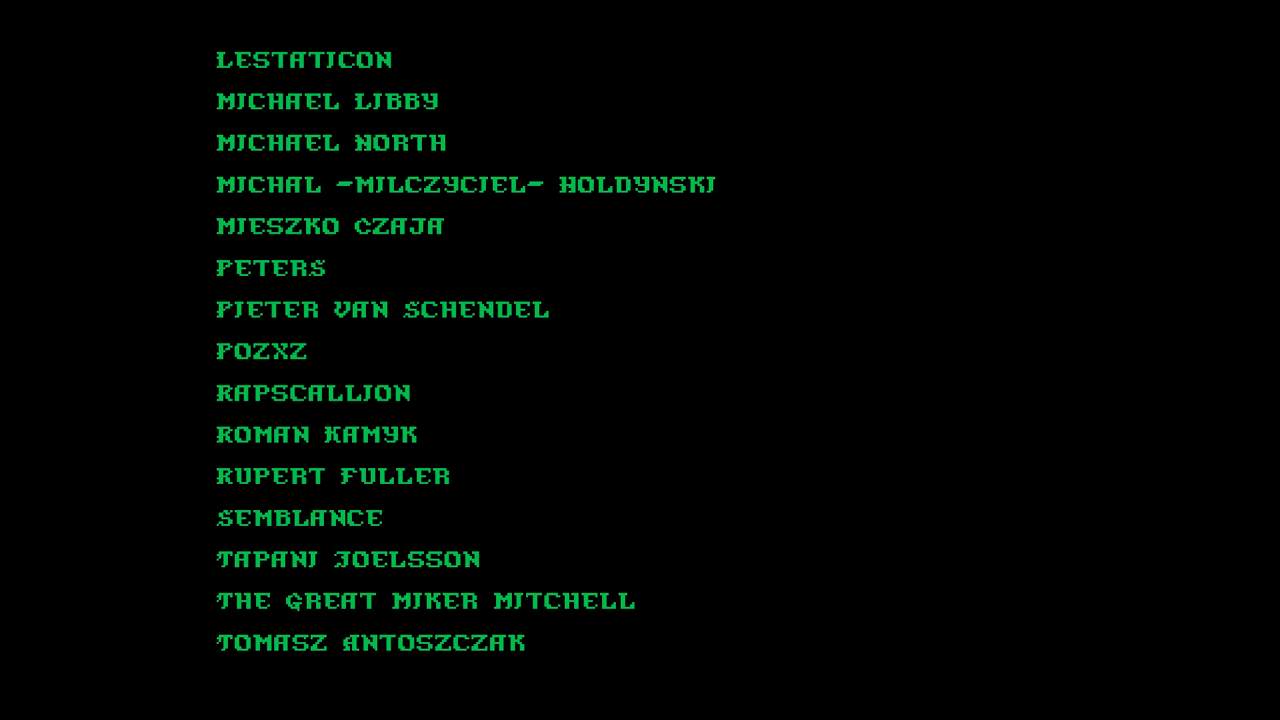 LESTATICON
MICHAEL LIBBY
MICHAEL NORTH
MICHAL -MILCZYCIEL- HOLDYNSKI
MIESZKO CZAJA
PETERS
PIETER VAN SCHENDEL
POZXZ
RAPSCALLION
ROMAN KAMYK
RUPERT FULLER
SEMBLANCE
TAPANI JOELSSON
THE GREAT MIKER MITCHELL
TOMASZ ANTOSZCZAK